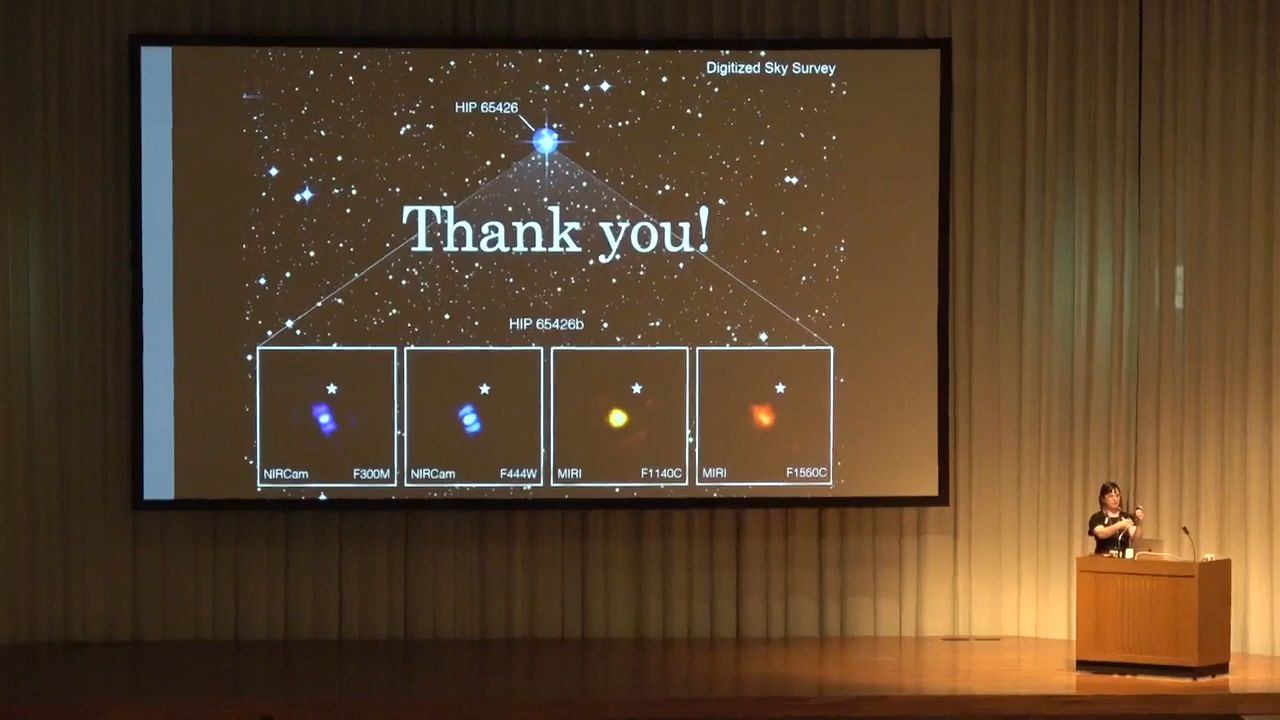 Digitized Sky Survey
HIP 65426
Thank you!
HIP 65426b
NIRCam F300M
NIRCam F444W
MIRI F1140C
MIRI F1550C